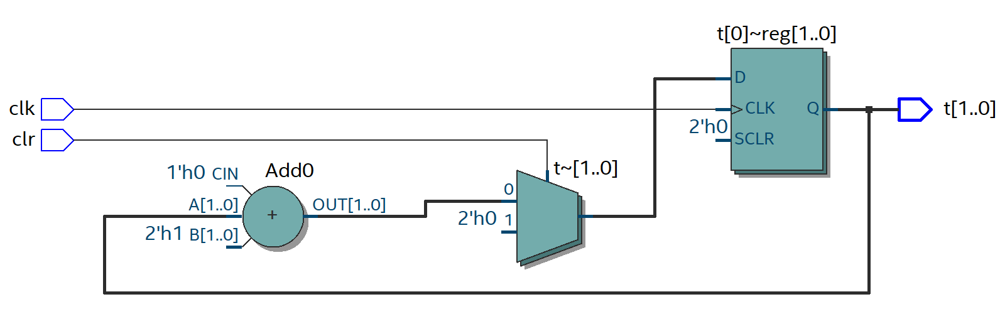 t[0]~reg[1..0]
D
clk
CLK
Q
t[1..0]
2'h0
clr
SCLR
1'h0 CIN
Add0
t~[1..0]
0
A[1..0]
+
OUT[1..0]
2'h0 1
2'h1 B[1..0]